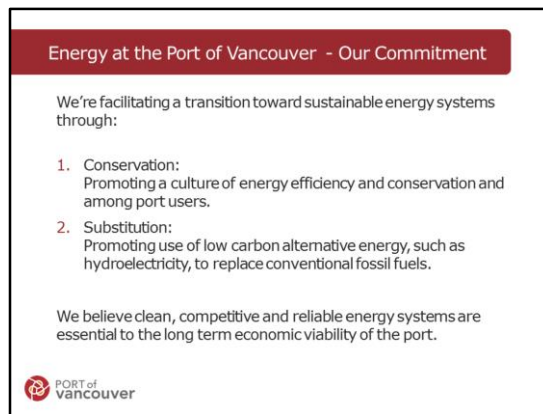 Energy at the Port of Vancouver - Our Commitment
We're facilitating a transition toward sustainable energy systems
through:
1. Conservation:
Promoting a culture of energy efficiency and conservation and
among port users.
2. Substitution:
Promoting use of low carbon alternative energy, such as
hydroelectricity, to replace conventional fossil fuels.
We believe clean, competitive and reliable energy systems are
essential to the long term economic viability of the port.
PORT of
vancouver